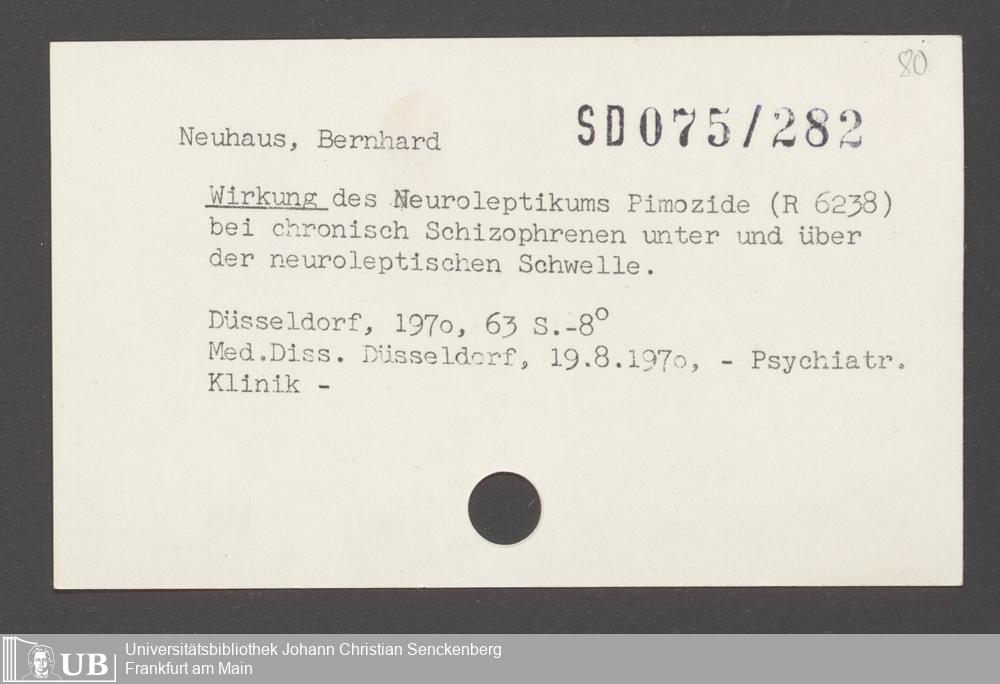 80
SD075/282
Neuhaus, Bernhard
Wirkung des Neuroleptikums Pimozide (R 6238)
bei chronisch Schizophrenen unter und über
der neuroleptischen Schwelle.
Düsseldorf, 197o, 63 S.-8°
Med.Diss. Düsseldorf, 19.8.197o, - Psychiatr.
Klinik -
UB
Universitätsbibliothek Johann Christian Senckenberg
Frankfurt am Main